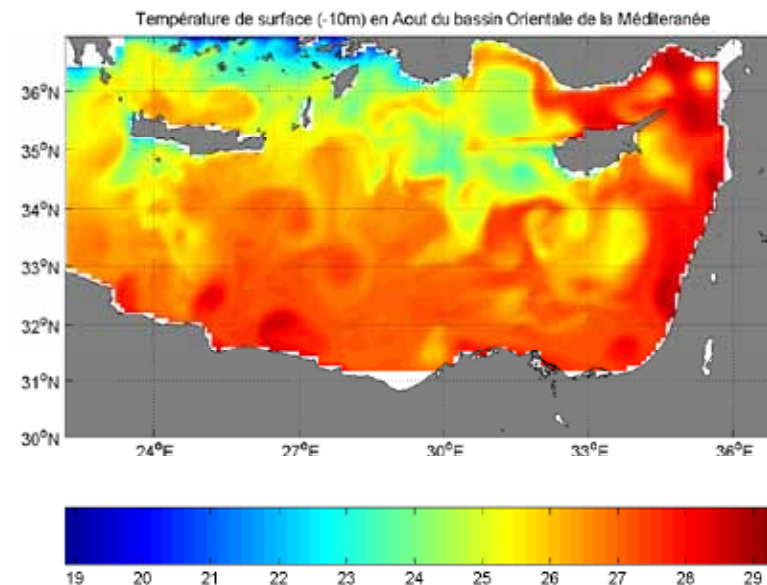 Température de surface (-10m) en Aout du bassin Orientale de la Méditeranée
36°N
35°N
34°N
33°N
32°N
31°N
30°N
24°E 27°E 30°E 33°E 36°E
19 20 21 22 23 24 25 26 27 28 29